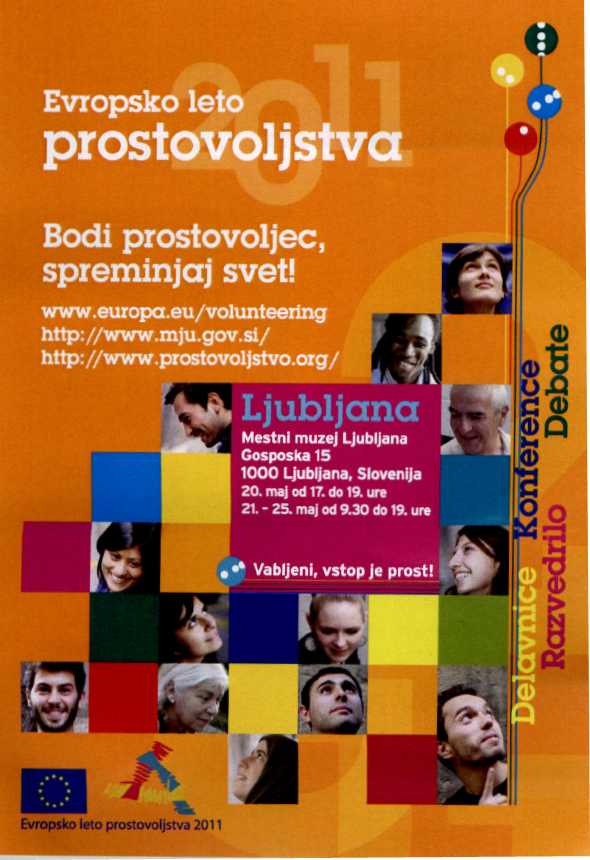 2011
Evropsko leto
prostovoljstva
Bodi prostovoljec,
spreminjaj svet!
www.europa.eu/volunteering
http://www.mju.gov.si/
http://www.prostovoljstvo.org/
Ljubljana
Mestni muzej Ljubljana
Gosposka 15
1000 Ljubljana, Slovenija
20. maj od 17. do 19. ure
21. - 25. maj od 9.30 do 19. ure
Vabljeni, vstop je prost!
Delavnice
Konference
Razvedrilo
Debate
Evropsko leto prostovoljstva 2011